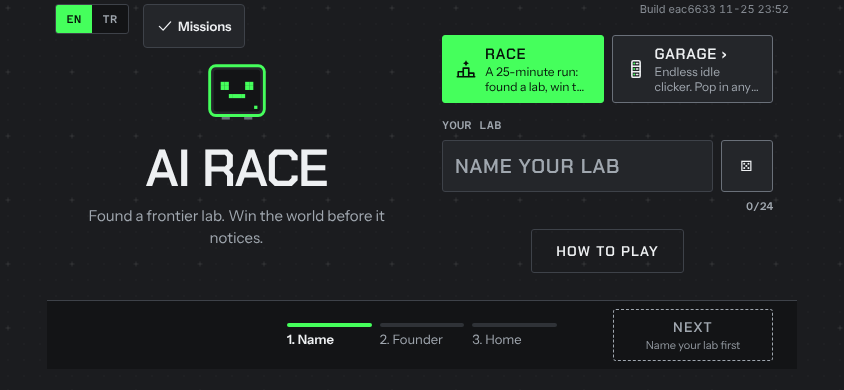 EN TR
Missions
Build eac6633 11-25 23:52
AI RACE
Found a frontier lab. Win the world before it
notices.
RACE
A 25-minute run:
found a lab, win t...
GARAGE ›
Endless idle
clicker. Pop in any...
YOUR LAB
NAME YOUR LAB
0/24
HOW TO PLAY
1. Name
2. Founder
3. Home
NEXT
Name your lab first